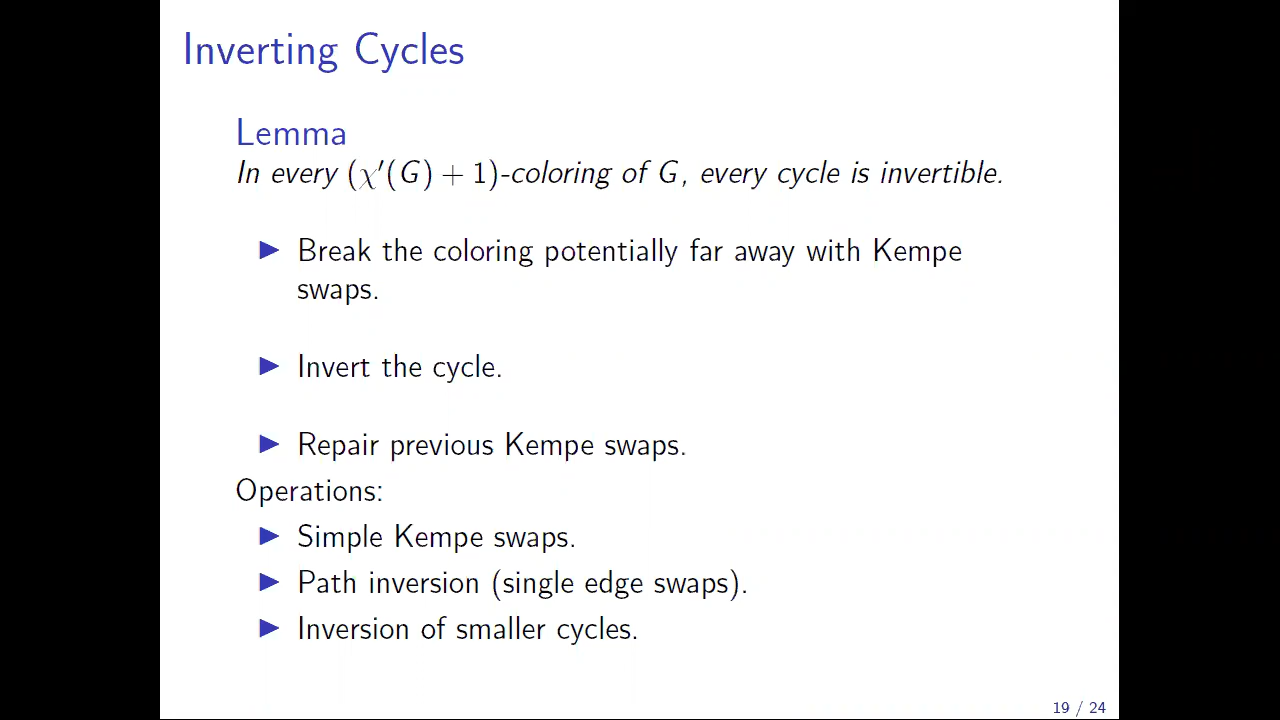 Inverting Cycles
Lemma
In every (χ′(G) + 1)-coloring of G, every cycle is invertible.
▶ Break the coloring potentially far away with Kempe
swaps.
▶ Invert the cycle.
▶ Repair previous Kempe swaps.
Operations:
▶ Simple Kempe swaps.
▶ Path inversion (single edge swaps).
▶ Inversion of smaller cycles.
19 / 24